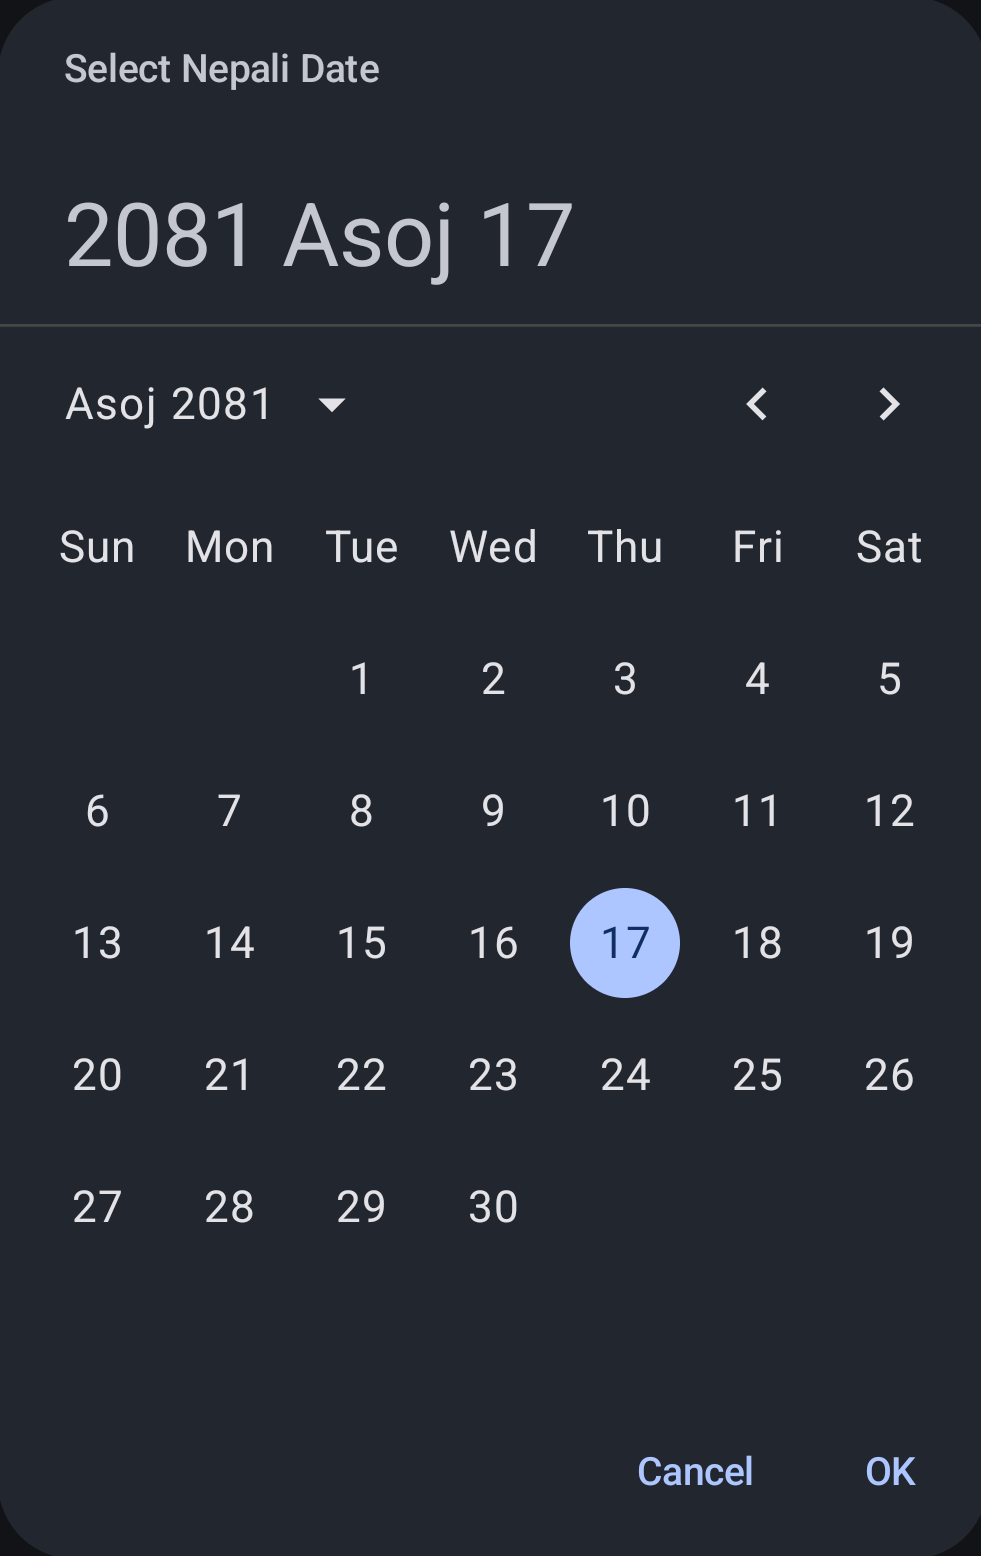 Select Nepali Date
2081 Asoj 17
Asoj 2081
Sun Mon Tue Wed Thu Fri Sat
1 2 3 4 5
6 7 8 9 10 11 12
13 14 15 16 17 18 19
20 21 22 23 24 25 26
27 28 29 30
Cancel OK